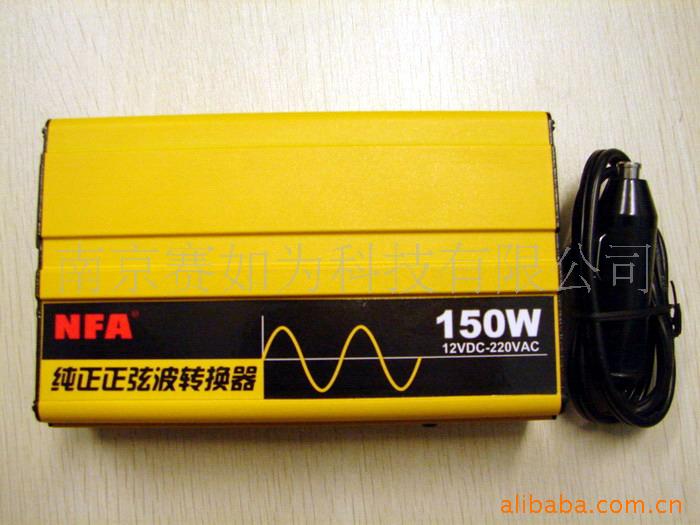 南京赛如为科技有限公司
NFA®
150W
12VDC-220VAC
纯正正弦波转换器
alibaba.com.cn